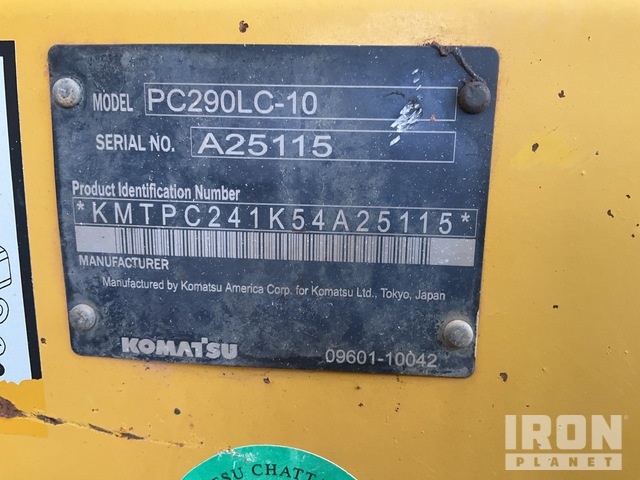 MODEL PC290LC-10
SERIAL NO. A25115
Product Identification Number
*KMTPC241K54A25115*
MANUFACTURER
Manufactured by Komatsu America Corp. for Komatsu Ltd., Tokyo, Japan
KOMATSU 09601-10042
IRON
PLANET